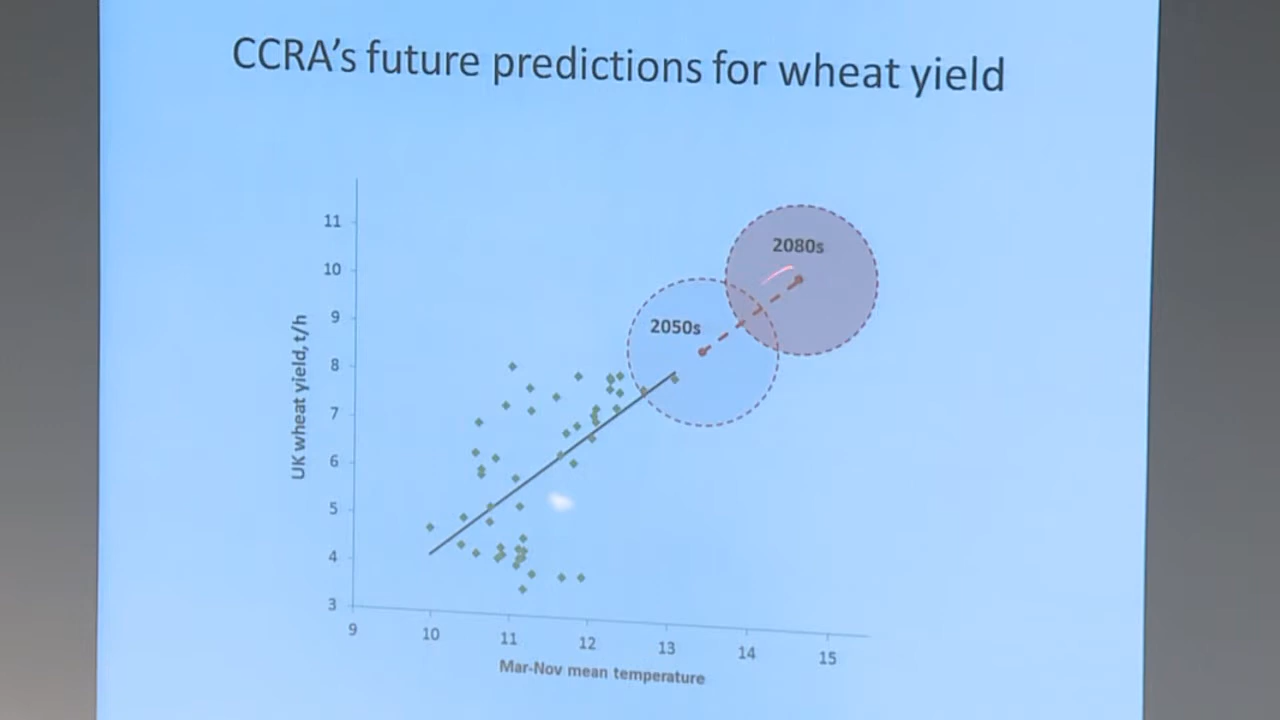 CCRA's future predictions for wheat yield
11
10
9
8
7
6
5
4
3
UK wheat yield, t/h
2080s
2050s
9 10 11 12 13 14 15
Mar-Nov mean temperature